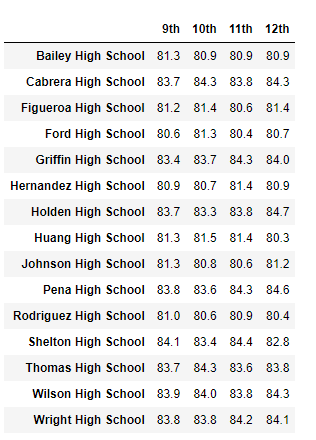 9th 10th 11th 12th
Bailey High School 81.3 80.9 80.9 80.9
Cabrera High School 83.7 84.3 83.8 84.3
Figueroa High School 81.2 81.4 80.6 81.4
Ford High School 80.6 81.3 80.4 80.7
Griffin High School 83.4 83.7 84.3 84.0
Hernandez High School 80.9 80.7 81.4 80.9
Holden High School 83.7 83.3 83.8 84.7
Huang High School 81.3 81.5 81.4 80.3
Johnson High School 81.3 80.8 80.6 81.2
Pena High School 83.8 83.6 84.3 84.6
Rodriguez High School 81.0 80.6 80.9 80.4
Shelton High School 84.1 83.4 84.4 82.8
Thomas High School 83.7 84.3 83.6 83.8
Wilson High School 83.9 84.0 83.8 84.3
Wright High School 83.8 83.8 84.2 84.1